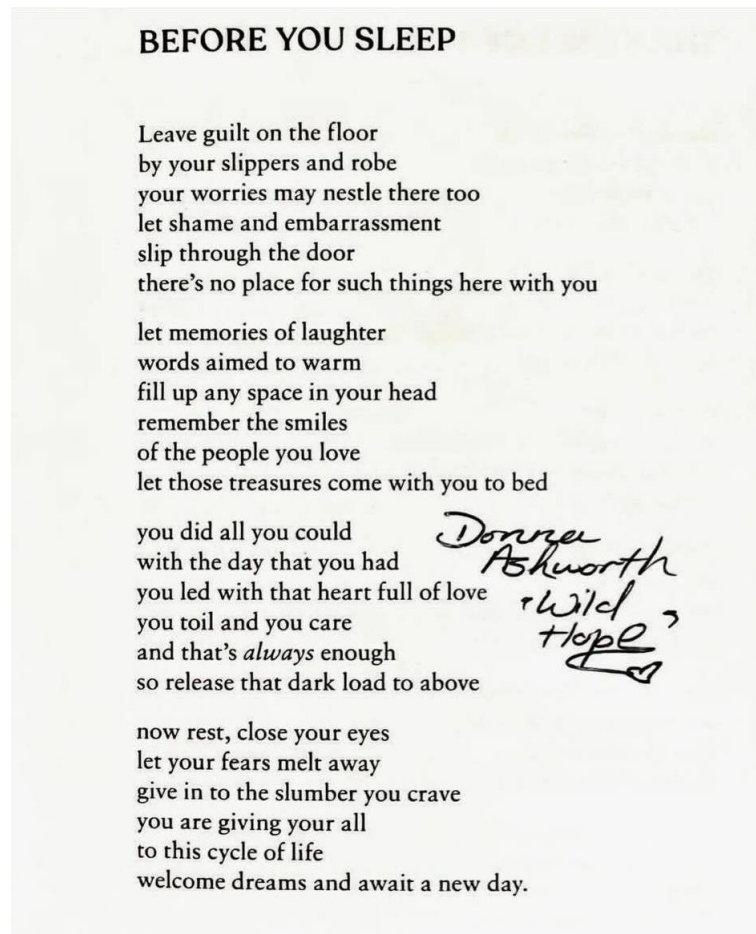 BEFORE YOU SLEEP
Leave guilt on the floor
by your slippers and robe
your worries may nestle there too
let shame and embarrassment
slip through the door
there's no place for such things here with you
let memories of laughter
words aimed to warm
fill up any space in your head
remember the smiles
of the people you love
let those treasures come with you to bed
you did all you could
with the day that you had
you led with that heart full of love
you toil and you care
and that's always enough
so release that dark load to above
Donna
Ashworth
'Wild
Hope'
now rest, close your eyes
let your fears melt away
give in to the slumber you crave
you are giving your all
to this cycle of life
welcome dreams and await a new day.